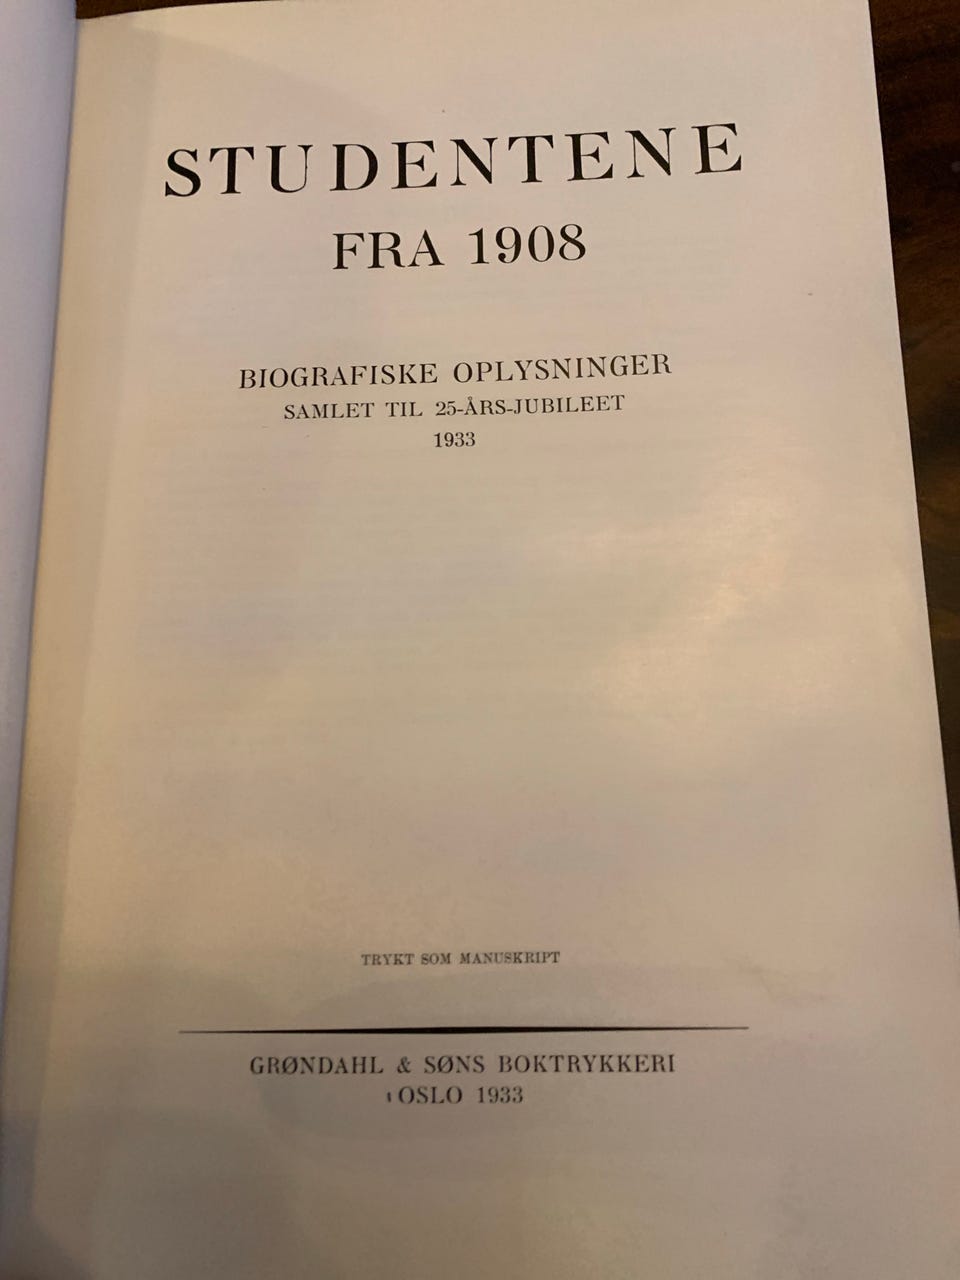 STUDENTENE
FRA 1908
BIOGRAFISKE OPLYSNINGER
SAMLET TIL 25-ÅRS-JUBILEET
1933
TRYKT SOM MANUSKRIPT
GRØNDAHL & SØNS BOKTRYKKERI
OSLO 1933